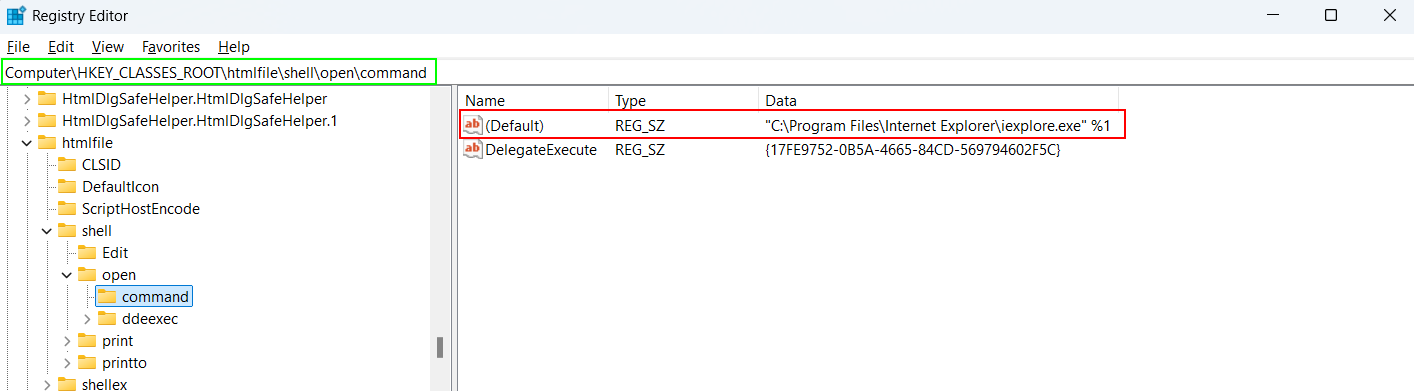 Registry Editor
File Edit View Favorites Help
Computer\HKEY_CLASSES_ROOT\htmlfile\shell\open\command
HtmlDlgSafeHelper.HtmlDlgSafeHelper
HtmlDlgSafeHelper.HtmlDlgSafeHelper.1
htmlfile
CLSID
DefaultIcon
ScriptHostEncode
shell
Edit
open
command
ddeexec
print
printto
shellex
Name Type Data
ab (Default) REG_SZ "C:\Program Files\Internet Explorer\iexplore.exe" %1
ab DelegateExecute REG_SZ {17FE9752-0B5A-4665-84CD-569794602F5C}